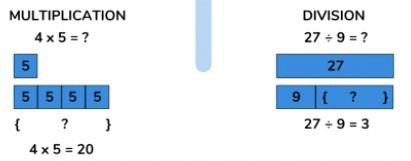 MULTIPLICATION
4 x 5 = ?
5
5 5 5 5
{ ? }
4 x 5 = 20
DIVISION
27 ÷ 9 = ?
27
9 { ? }
27 ÷ 9 = 3